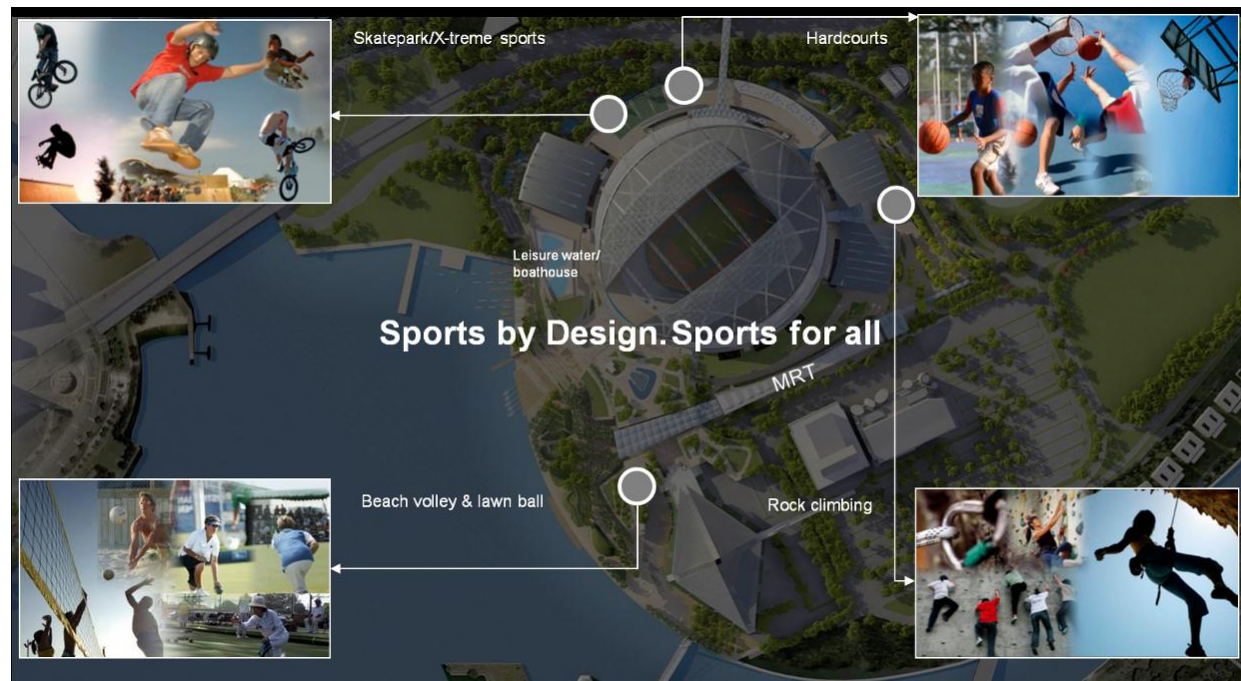 Skatepark/X-treme sports
Hardcourts
Leisure water/
boathouse
Sports by Design.Sports for all
MRT
Beach volley & lawn ball
Rock climbing